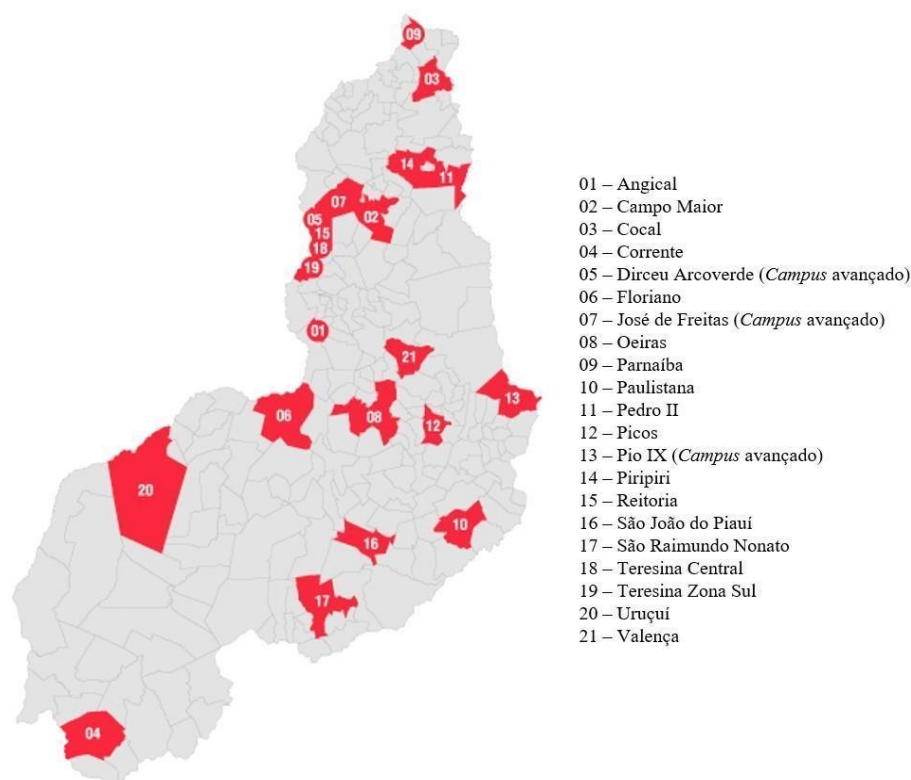 09
03
14
11
07
02
05
15
18
19
01
21
13
06
08
12
20
10
16
17
04
01 – Angical
02 – Campo Maior
03 – Cocal
04 – Corrente
05 – Dirceu Arcoverde (Campus avançado)
06 – Floriano
07 – José de Freitas (Campus avançado)
08 – Oeiras
09 – Parnaíba
10 – Paulistana
11 – Pedro II
12 – Picos
13 – Pio IX (Campus avançado)
14 – Piripiri
15 – Reitoria
16 – São João do Piauí
17 – São Raimundo Nonato
18 – Teresina Central
19 – Teresina Zona Sul
20 – Uruçuí
21 – Valença